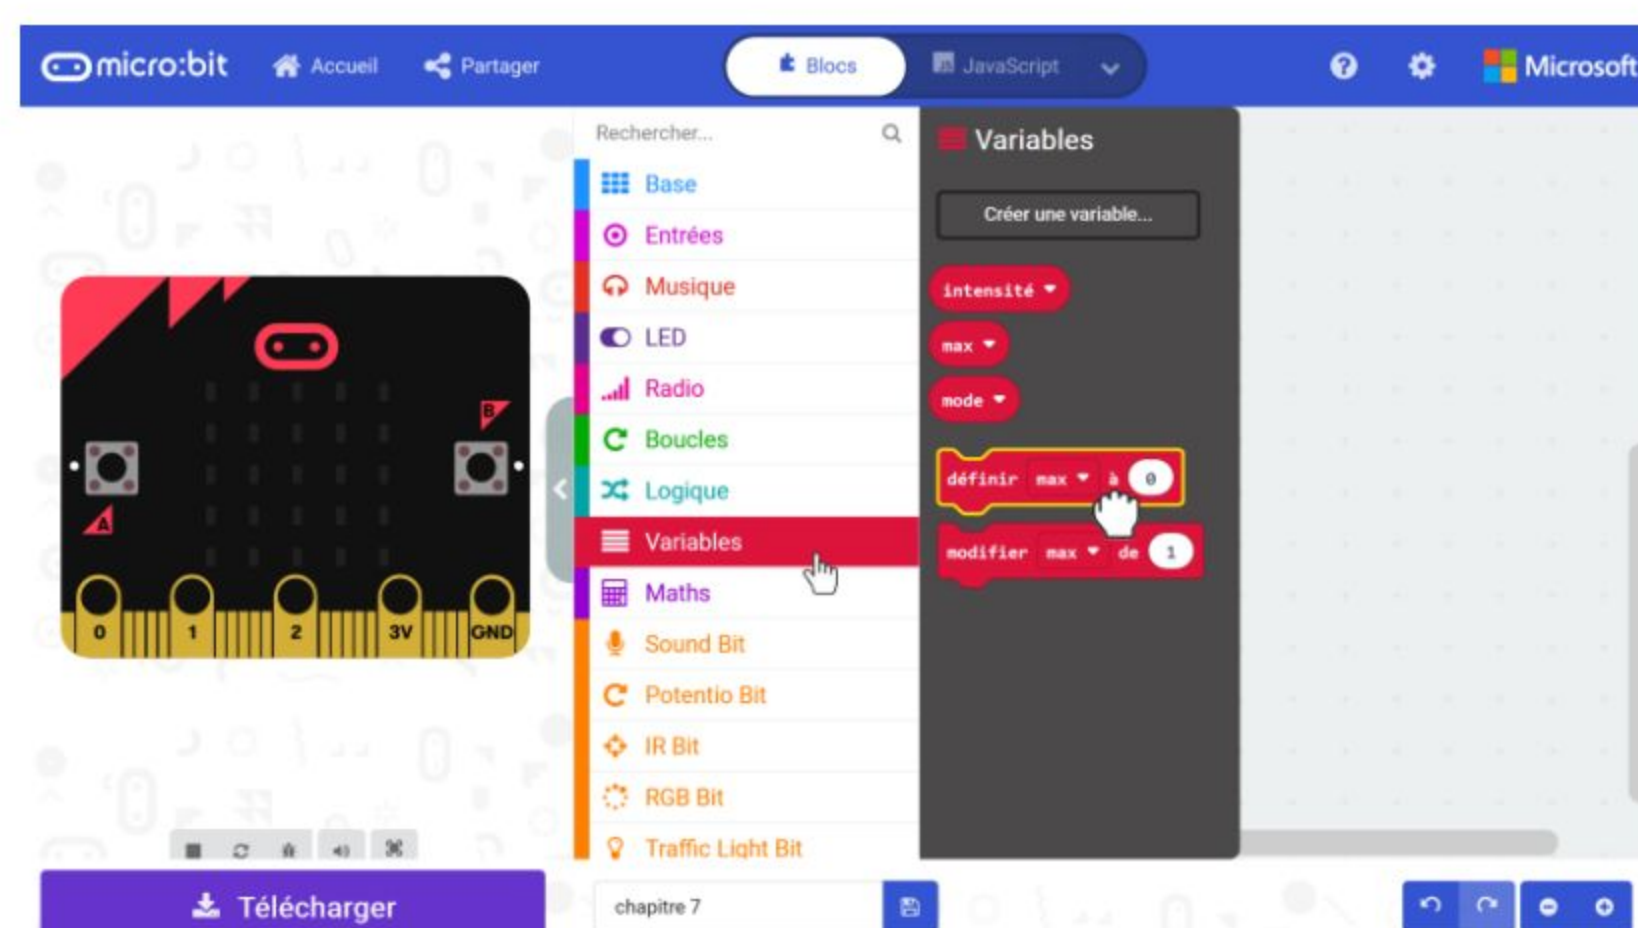 micro:bit Accueil Partager Blocs JavaScript Microsoft
Rechercher...
Base
Entrées
Musique
LED
Radio
Boucles
Logique
Variables
Maths
Sound Bit
Potentio Bit
IR Bit
RGB Bit
Traffic Light Bit
Variables
Créer une variable...
intensité
max
mode
définir max à 0
modifier max de 1
B
A
0 1 2 3V GND
Télécharger
chapitre 7